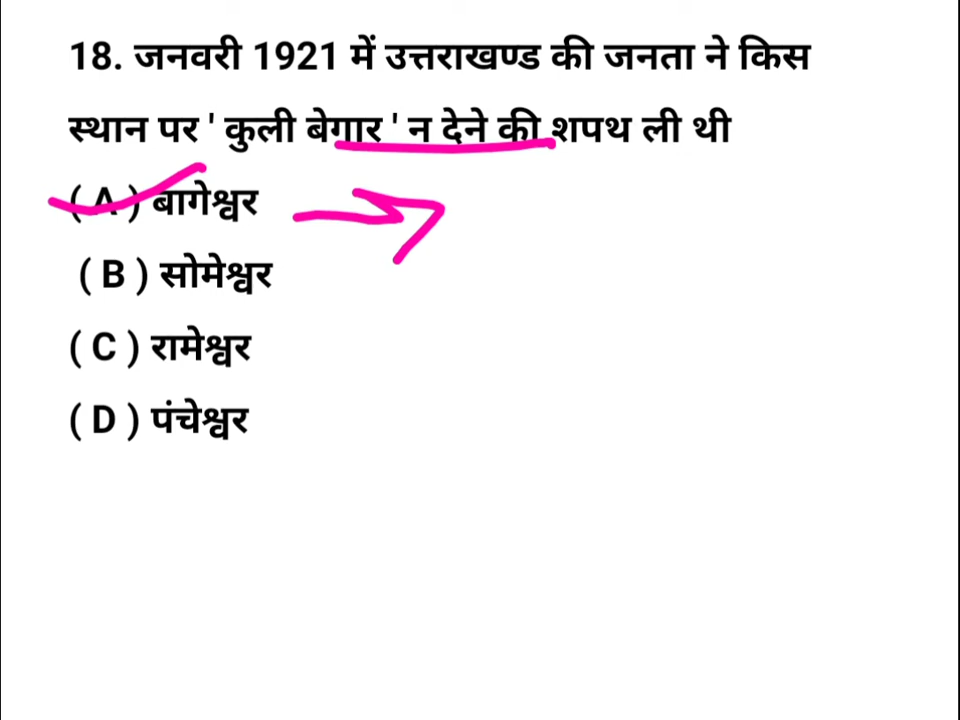 18. जनवरी 1921 में उत्तराखण्ड की जनता ने किस
स्थान पर ' कुली बेगार ' न देने की शपथ ली थी
( A ) बागेश्वर
( B ) सोमेश्वर
( C ) रामेश्वर
( D ) पंचेश्वर